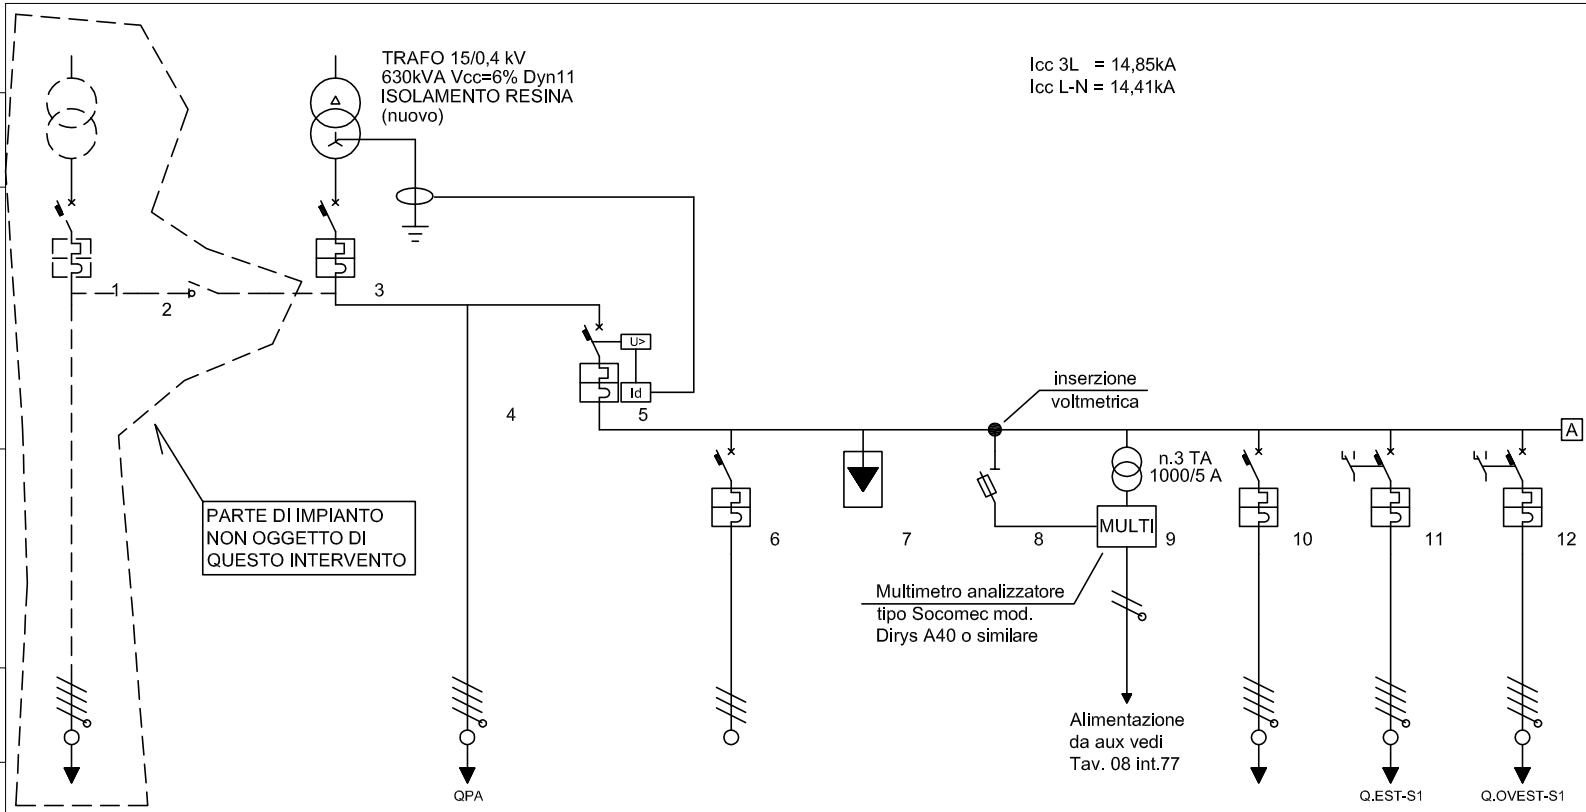 TRAFO 15/0,4 kV
630kVA Vcc=6% Dyn11
ISOLAMENTO RESINA
(nuovo)
Icc 3L = 14,85kA
Icc L-N = 14,41kA
1
2
3
U>
Id
4
5
inserzione
voltmetrica
A
n.3 TA
1000/5 A
MULTI
PARTE DI IMPIANTO
NON OGGETTO DI
QUESTO INTERVENTO
6
7
8
9
10
11
12
Multimetro analizzatore
tipo Socomec mod.
Dirys A40 o similare
Alimentazione
da aux vedi
Tav. 08 int.77
QPA
Q.EST-S1
Q.OVEST-S1